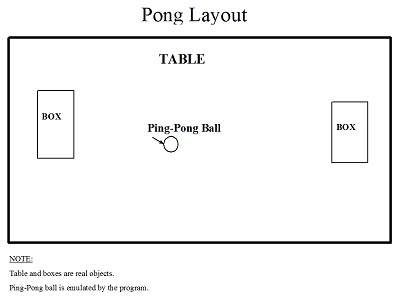 Pong Layout
TABLE
BOX
Ping-Pong Ball
BOX
NOTE:
Table and boxes are real objects.
Ping-Pong ball is emulated by the program.